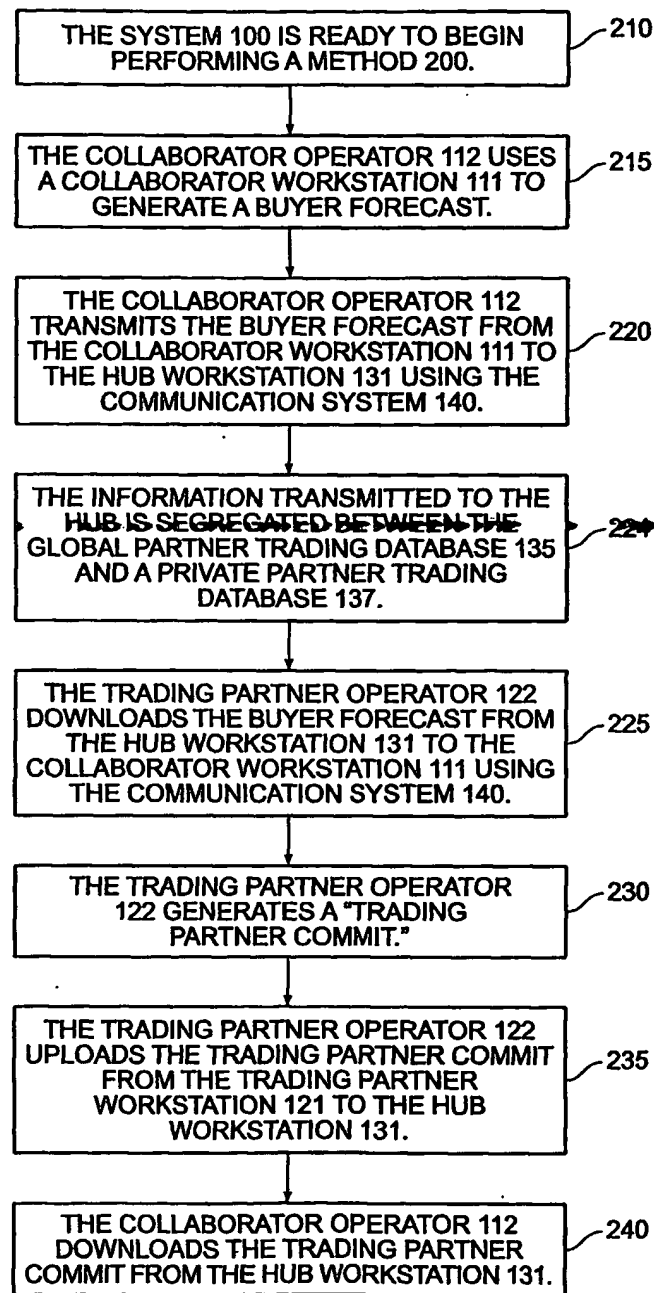 THE SYSTEM 100 IS READY TO BEGIN
PERFORMING A METHOD 200.
210
THE COLLABORATOR OPERATOR 112 USES
A COLLABORATOR WORKSTATION 111 TO
GENERATE A BUYER FORECAST.
215
THE COLLABORATOR OPERATOR 112
TRANSMITS THE BUYER FORECAST FROM
THE COLLABORATOR WORKSTATION 111 TO
THE HUB WORKSTATION 131 USING THE
COMMUNICATION SYSTEM 140.
220
THE INFORMATION TRANSMITTED TO THE
HUB IS SEGREGATED BETWEEN THE
GLOBAL PARTNER TRADING DATABASE 135
AND A PRIVATE PARTNER TRADING
DATABASE 137.
224
THE TRADING PARTNER OPERATOR 122
DOWNLOADS THE BUYER FORECAST FROM
THE HUB WORKSTATION 131 TO THE
COLLABORATOR WORKSTATION 111 USING
THE COMMUNICATION SYSTEM 140.
225
THE TRADING PARTNER OPERATOR
122 GENERATES A "TRADING
PARTNER COMMIT."
230
THE TRADING PARTNER OPERATOR 122
UPLOADS THE TRADING PARTNER COMMIT
FROM THE TRADING PARTNER
WORKSTATION 121 TO THE HUB
WORKSTATION 131.
235
THE COLLABORATOR OPERATOR 112
DOWNLOADS THE TRADING PARTNER
COMMIT FROM THE HUB WORKSTATION 131.
240